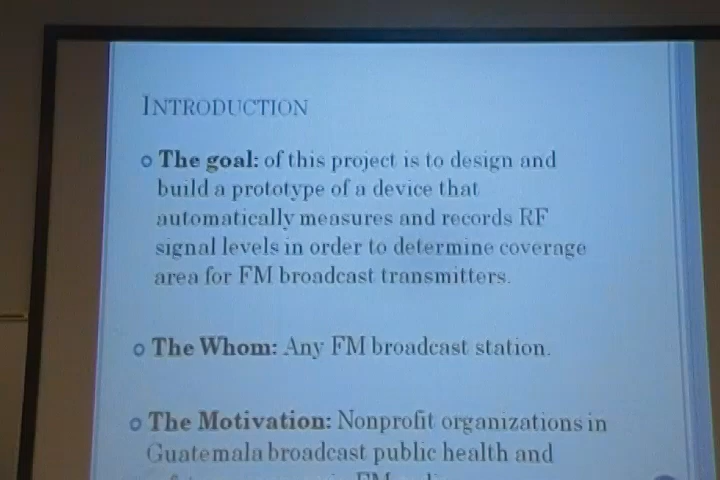 INTRODUCTION
The goal: of this project is to design and
build a prototype of a device that
automatically measures and records RF
signal levels in order to determine coverage
area for FM broadcast transmitters.
The Whom: Any FM broadcast station.
The Motivation: Nonprofit organizations in
Guatemala broadcast public health and